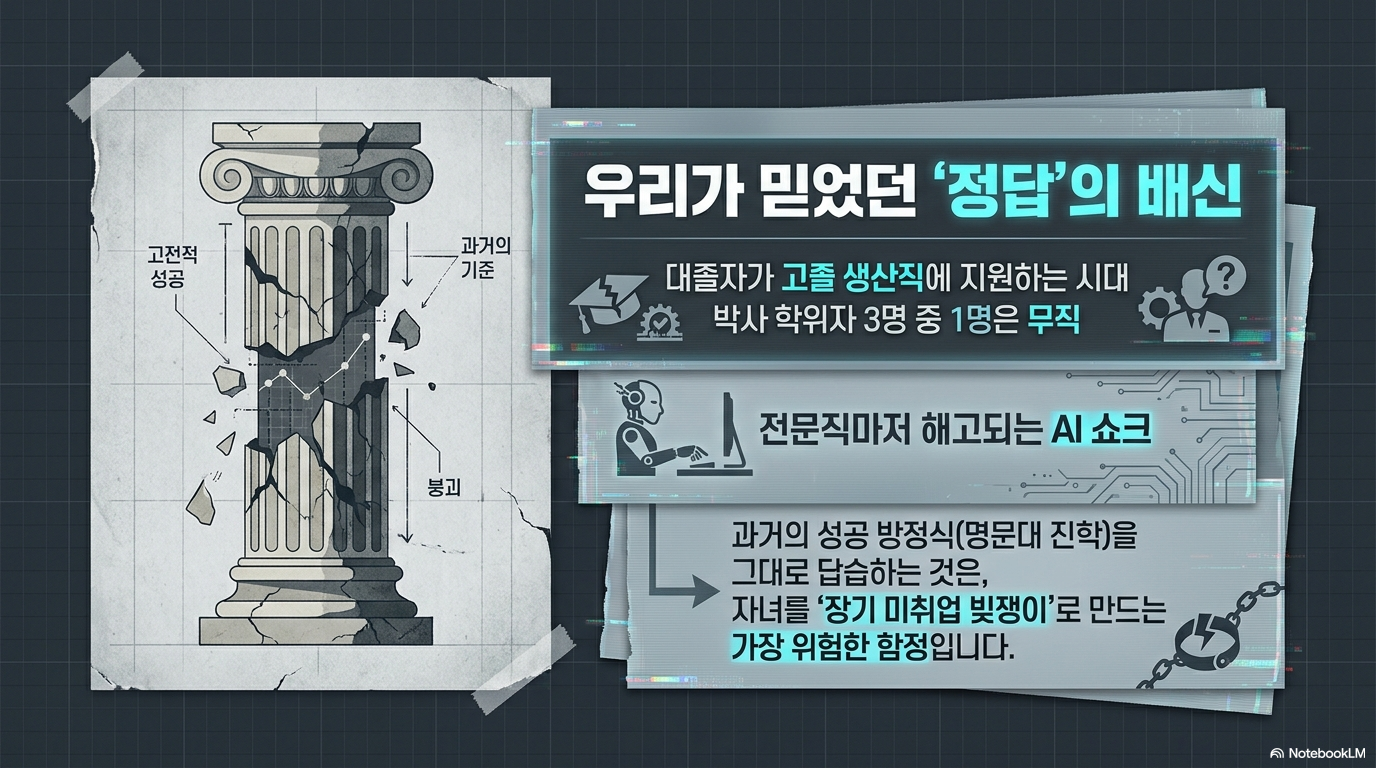 고전적
성공
과거의
기준
붕괴
우리가 믿었던 ‘정답’의 배신
대졸자가 고졸 생산직에 지원하는 시대
박사 학위자 3명 중 1명은 무직
?
전문직마저 해고되는 AI 쇼크
과거의 성공 방정식(명문대 진학)을
그대로 답습하는 것은,
자녀를 ‘장기 미취업 빚쟁이’로 만드는
가장 위험한 함정입니다.
NotebookLM